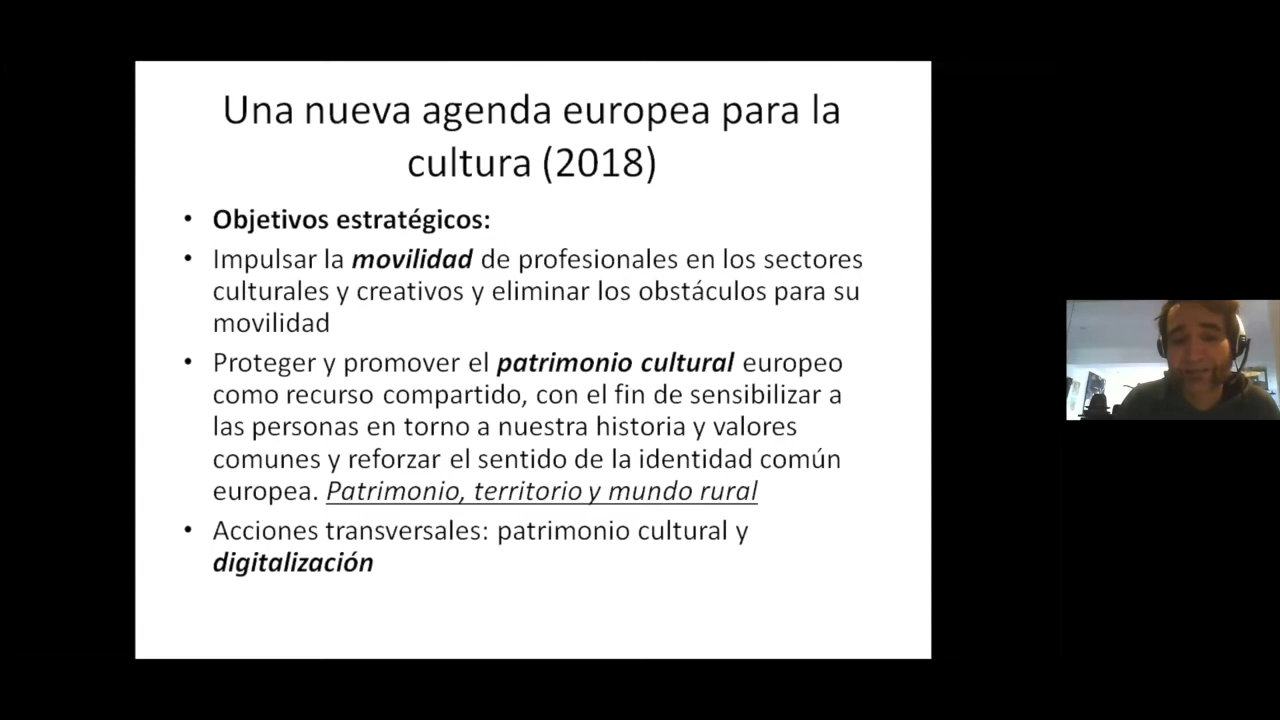 Una nueva agenda europea para la
cultura (2018)
• Objetivos estratégicos:
• Impulsar la movilidad de profesionales en los sectores
culturales y creativos y eliminar los obstáculos para su
movilidad
• Proteger y promover el patrimonio cultural europeo
como recurso compartido, con el fin de sensibilizar a
las personas en torno a nuestra historia y valores
comunes y reforzar el sentido de la identidad común
europea. Patrimonio, territorio y mundo rural
• Acciones transversales: patrimonio cultural y
digitalización